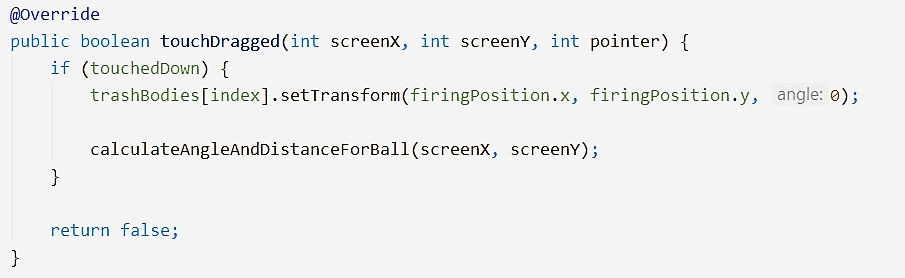 @Override
public boolean touchDragged(int screenX, int screenY, int pointer) {
if (touchedDown) {
trashBodies[index].setTransform(firingPosition.x, firingPosition.y, angle: 0);
calculateAngleAndDistanceForBall(screenX, screenY);
}
return false;
}